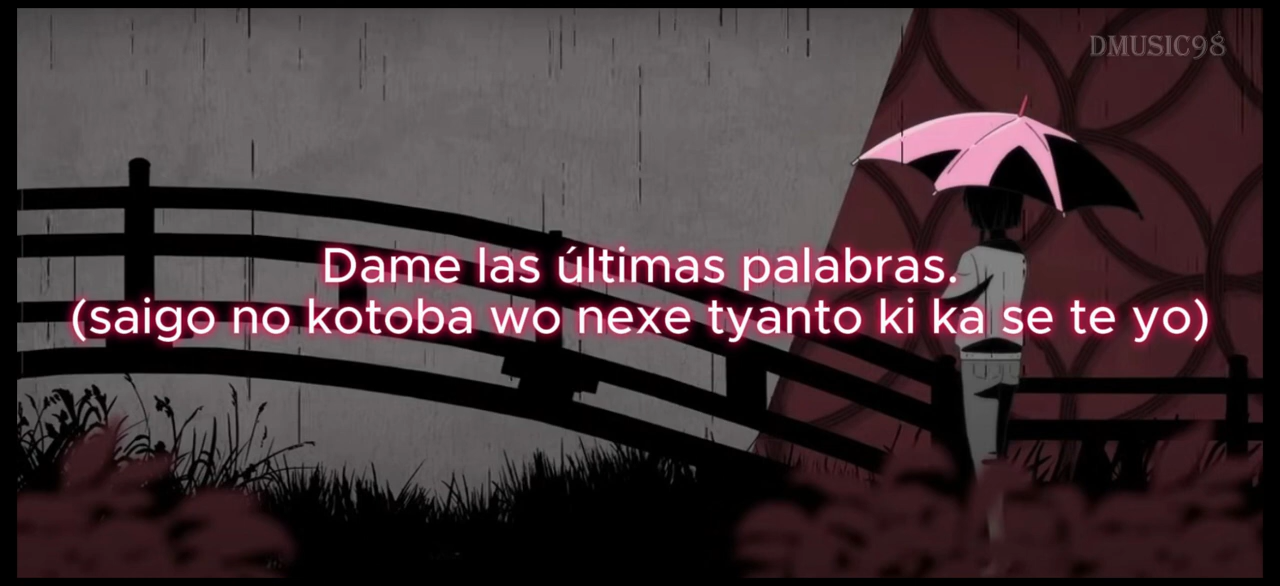 DMUSIC98
Dame las últimas palabras.
(saigo no kotoba wo nexe tyanto ki ka se te yo)